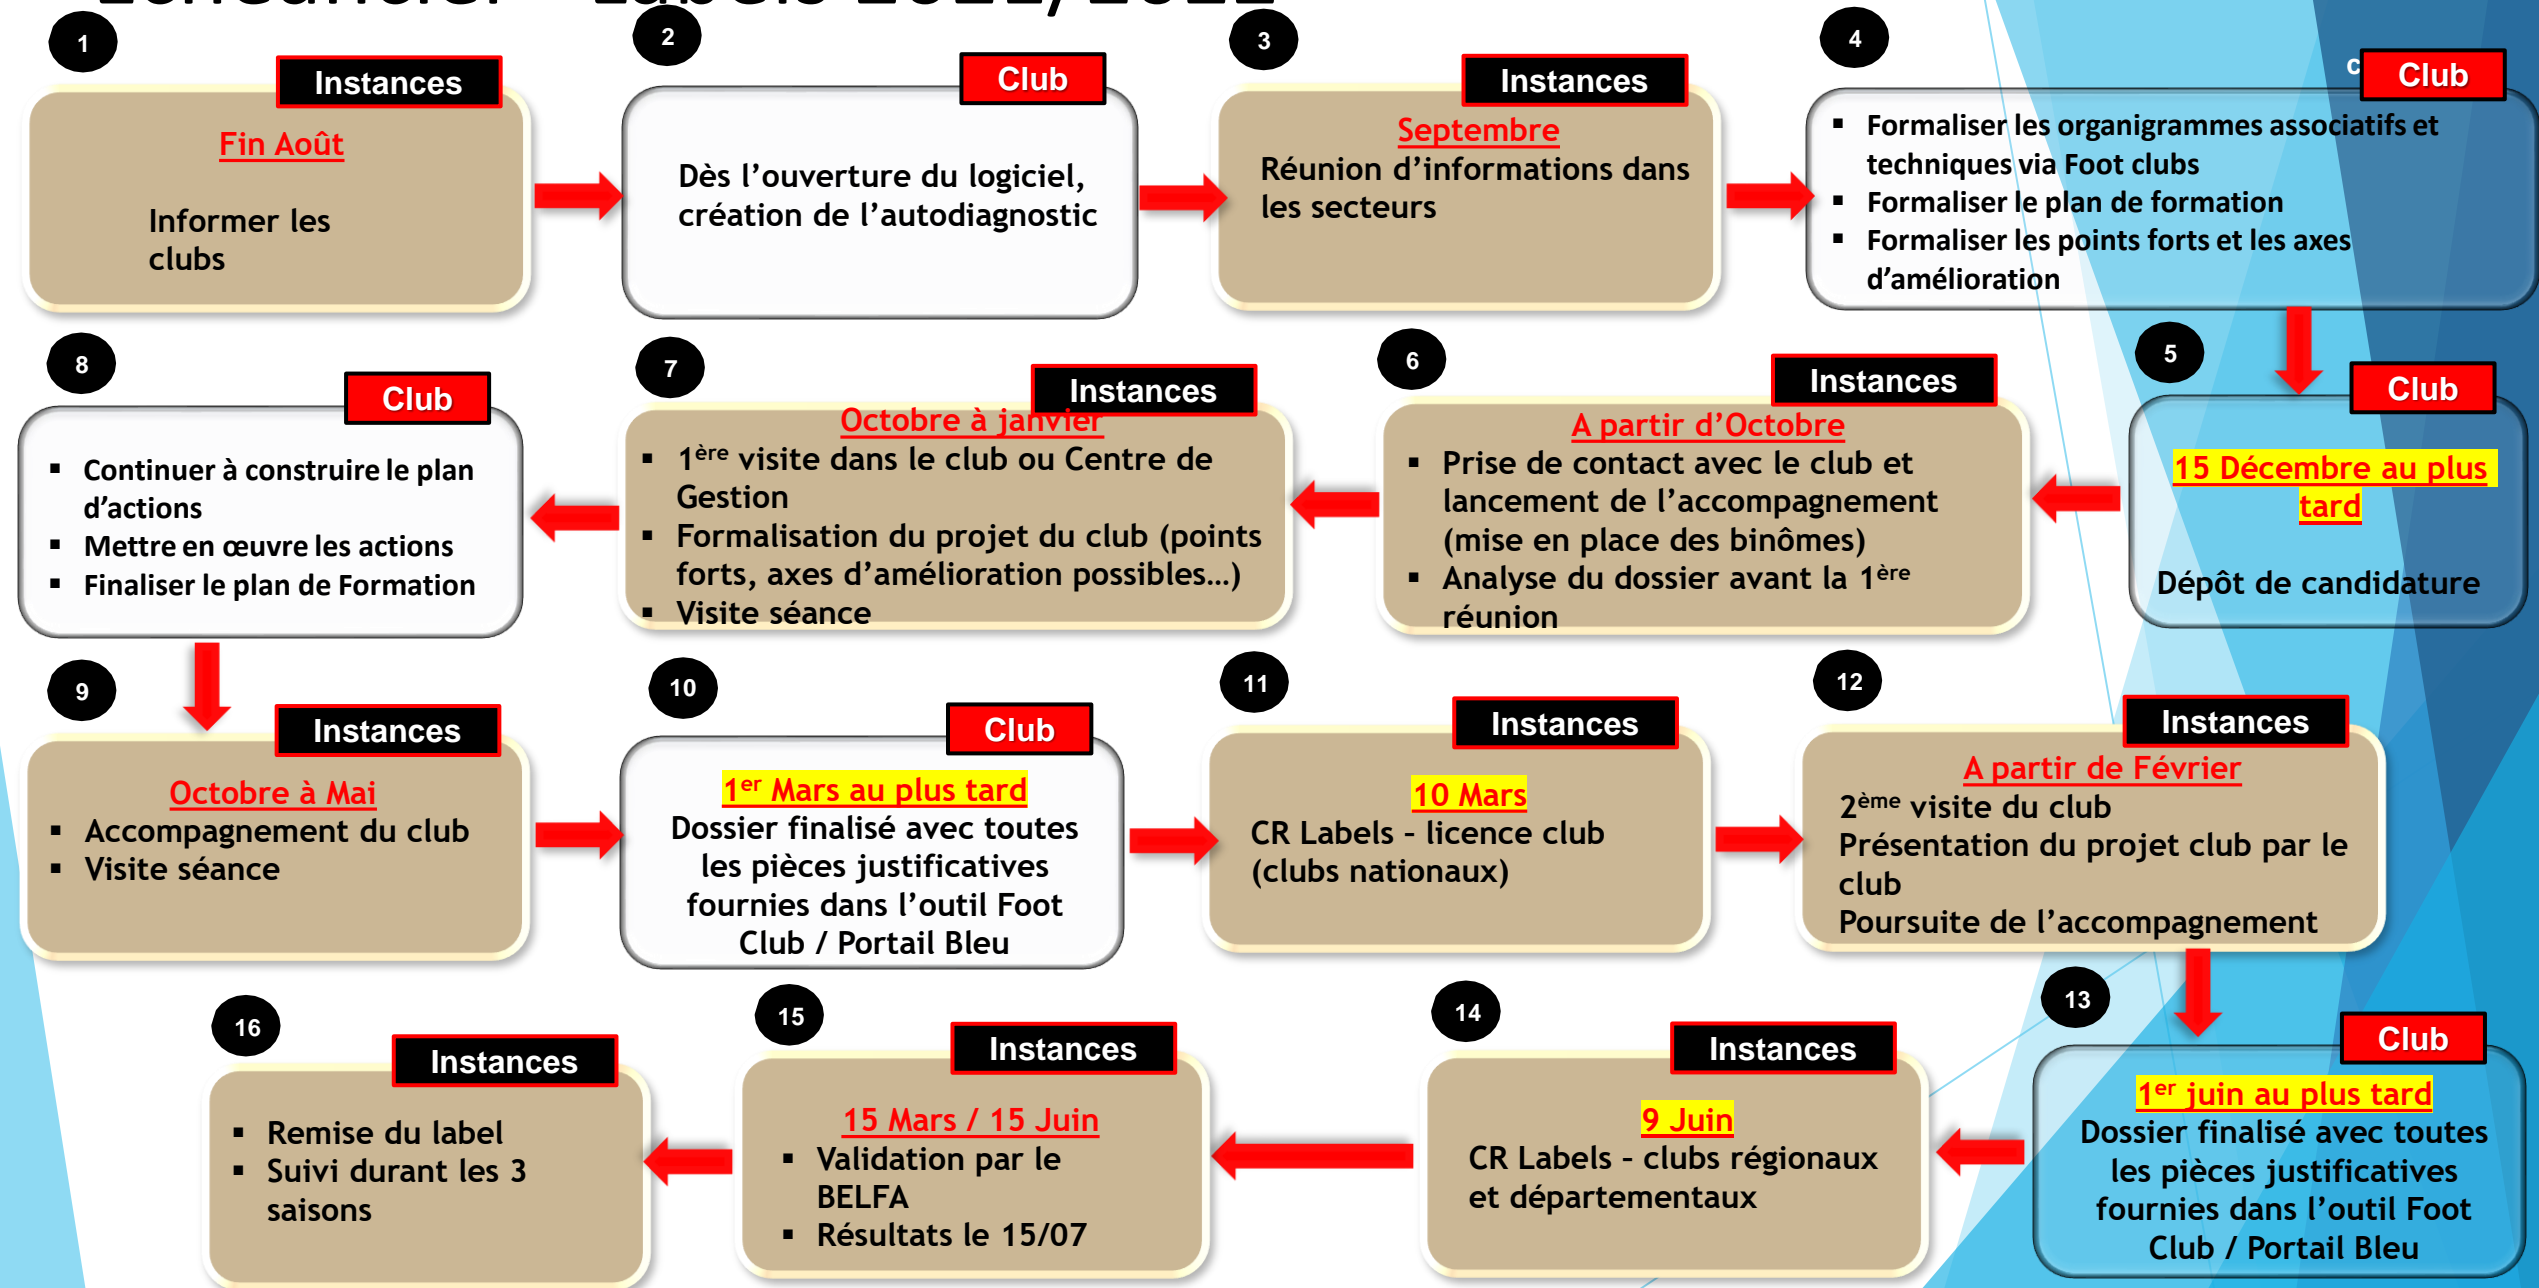 Echéancier - Labels 2021/2022
1
Instances
Fin Août
Informer les
clubs
2
Club
Dès l’ouverture du logiciel,
création de l’autodiagnostic
3
Instances
Septembre
Réunion d’informations dans
les secteurs
4
c
Club
▪ Formaliser les organigrammes associatifs et
techniques via Foot clubs
▪ Formaliser le plan de formation
▪ Formaliser les points forts et les axes
d’amélioration
5
Club
15 Décembre au plus
tard
Dépôt de candidature
6
Instances
A partir d’Octobre
▪ Prise de contact avec le club et
lancement de l’accompagnement
(mise en place des binômes)
▪ Analyse du dossier avant la 1ère
réunion
7
Instances
Octobre à janvier
▪ 1ère visite dans le club ou Centre de
Gestion
▪ Formalisation du projet du club (points
forts, axes d’amélioration possibles…)
▪ Visite séance
8
Club
▪ Continuer à construire le plan
d’actions
▪ Mettre en œuvre les actions
▪ Finaliser le plan de Formation
9
Instances
Octobre à Mai
▪ Accompagnement du club
▪ Visite séance
10
Club
1er Mars au plus tard
Dossier finalisé avec toutes
les pièces justificatives
fournies dans l’outil Foot
Club / Portail Bleu
11
Instances
10 Mars
CR Labels – licence club
(clubs nationaux)
12
Instances
A partir de Février
2ème visite du club
Présentation du projet club par le
club
Poursuite de l’accompagnement
13
Club
1er juin au plus tard
Dossier finalisé avec toutes
les pièces justificatives
fournies dans l’outil Foot
Club / Portail Bleu
14
Instances
9 Juin
CR Labels – clubs régionaux
et départementaux
15
Instances
15 Mars / 15 Juin
▪ Validation par le
BELFA
▪ Résultats le 15/07
16
Instances
▪ Remise du label
▪ Suivi durant les 3
saisons